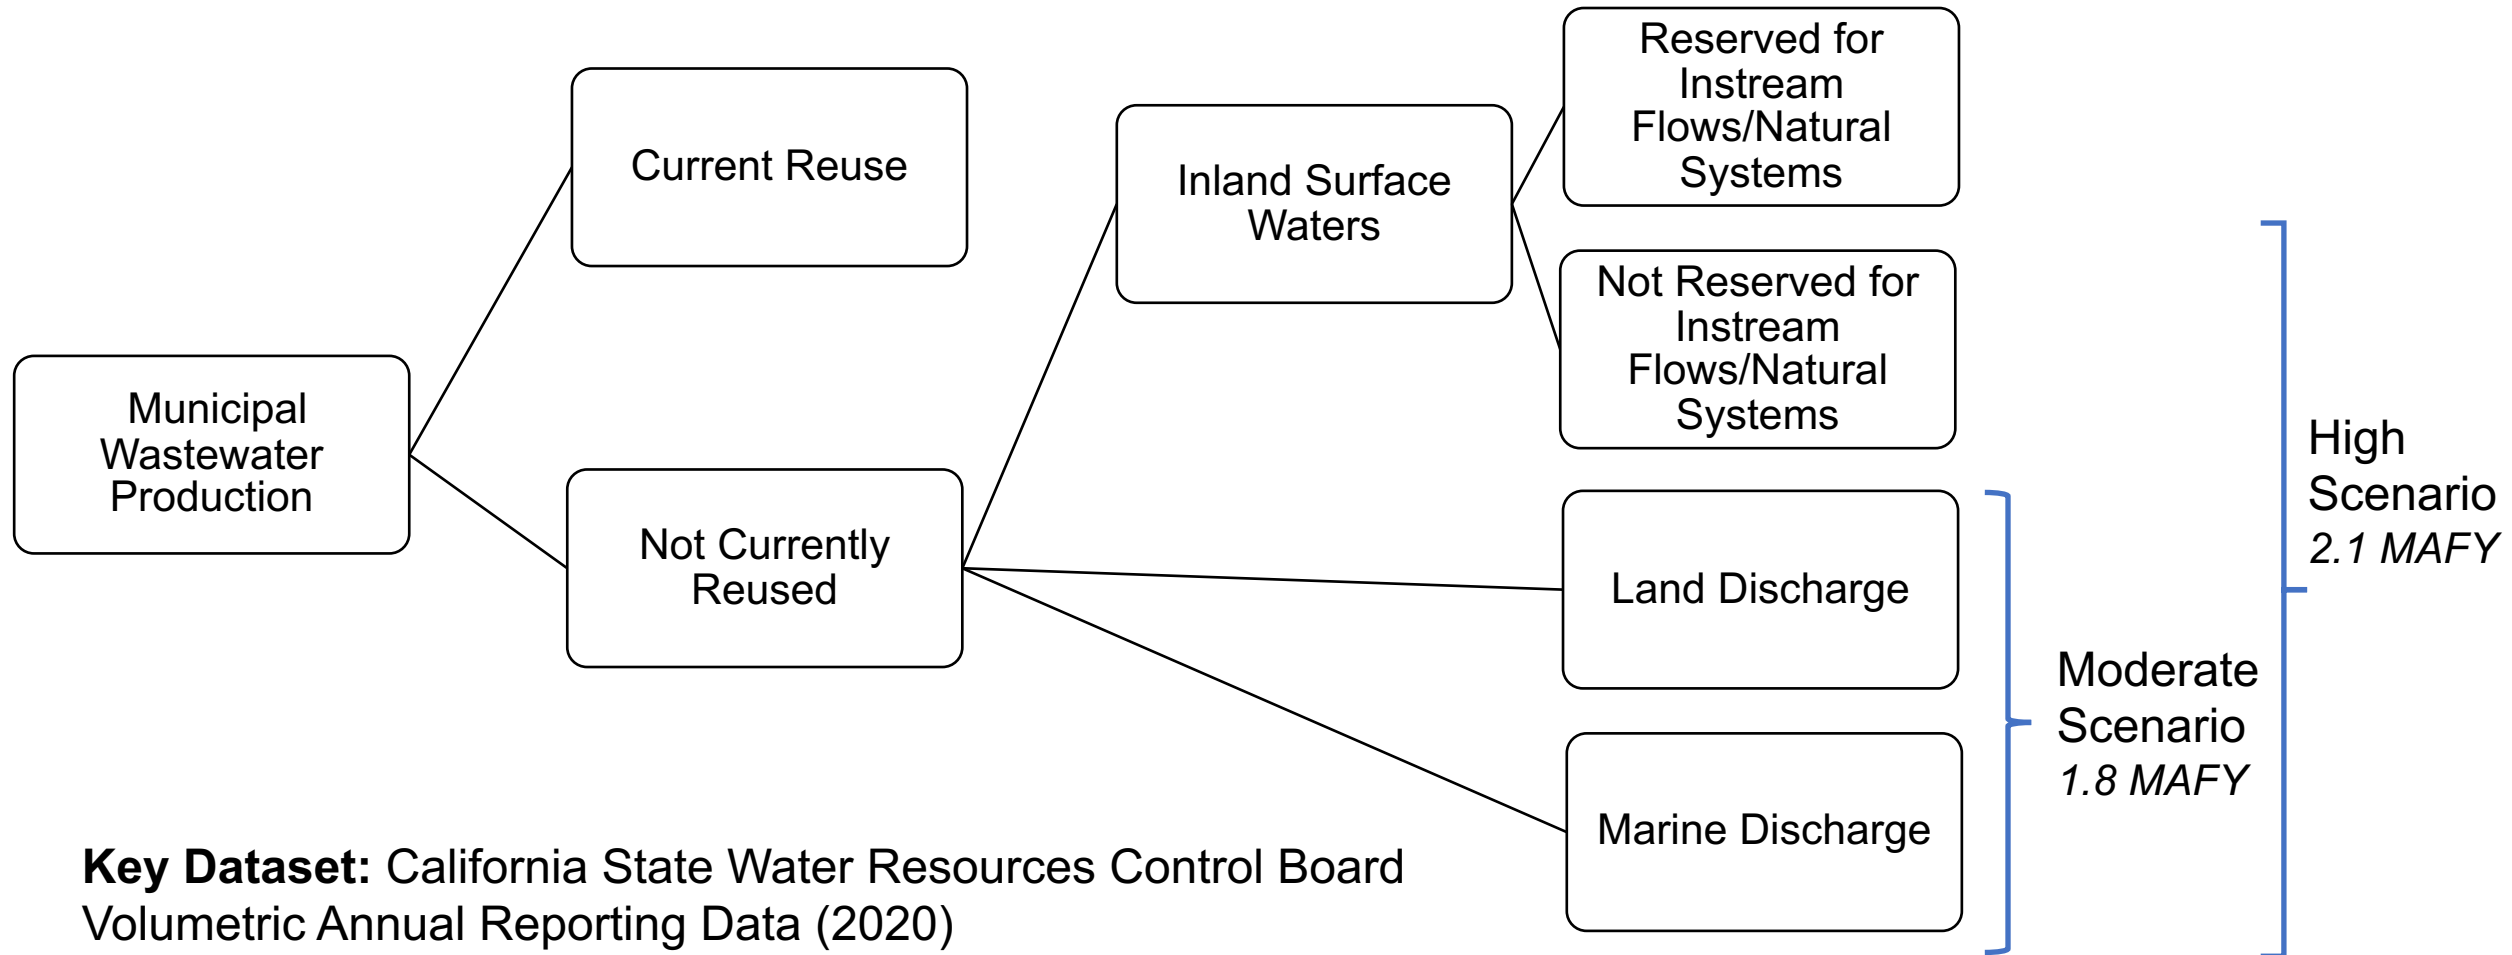 Municipal
Wastewater
Production
Current Reuse
Not Currently
Reused
Inland Surface
Waters
Reserved for
Instream
Flows/Natural
Systems
Not Reserved for
Instream
Flows/Natural
Systems
Land Discharge
Marine Discharge
Moderate
Scenario
1.8 MAFY
High
Scenario
2.1 MAFY
Key Dataset: California State Water Resources Control Board
Volumetric Annual Reporting Data (2020)